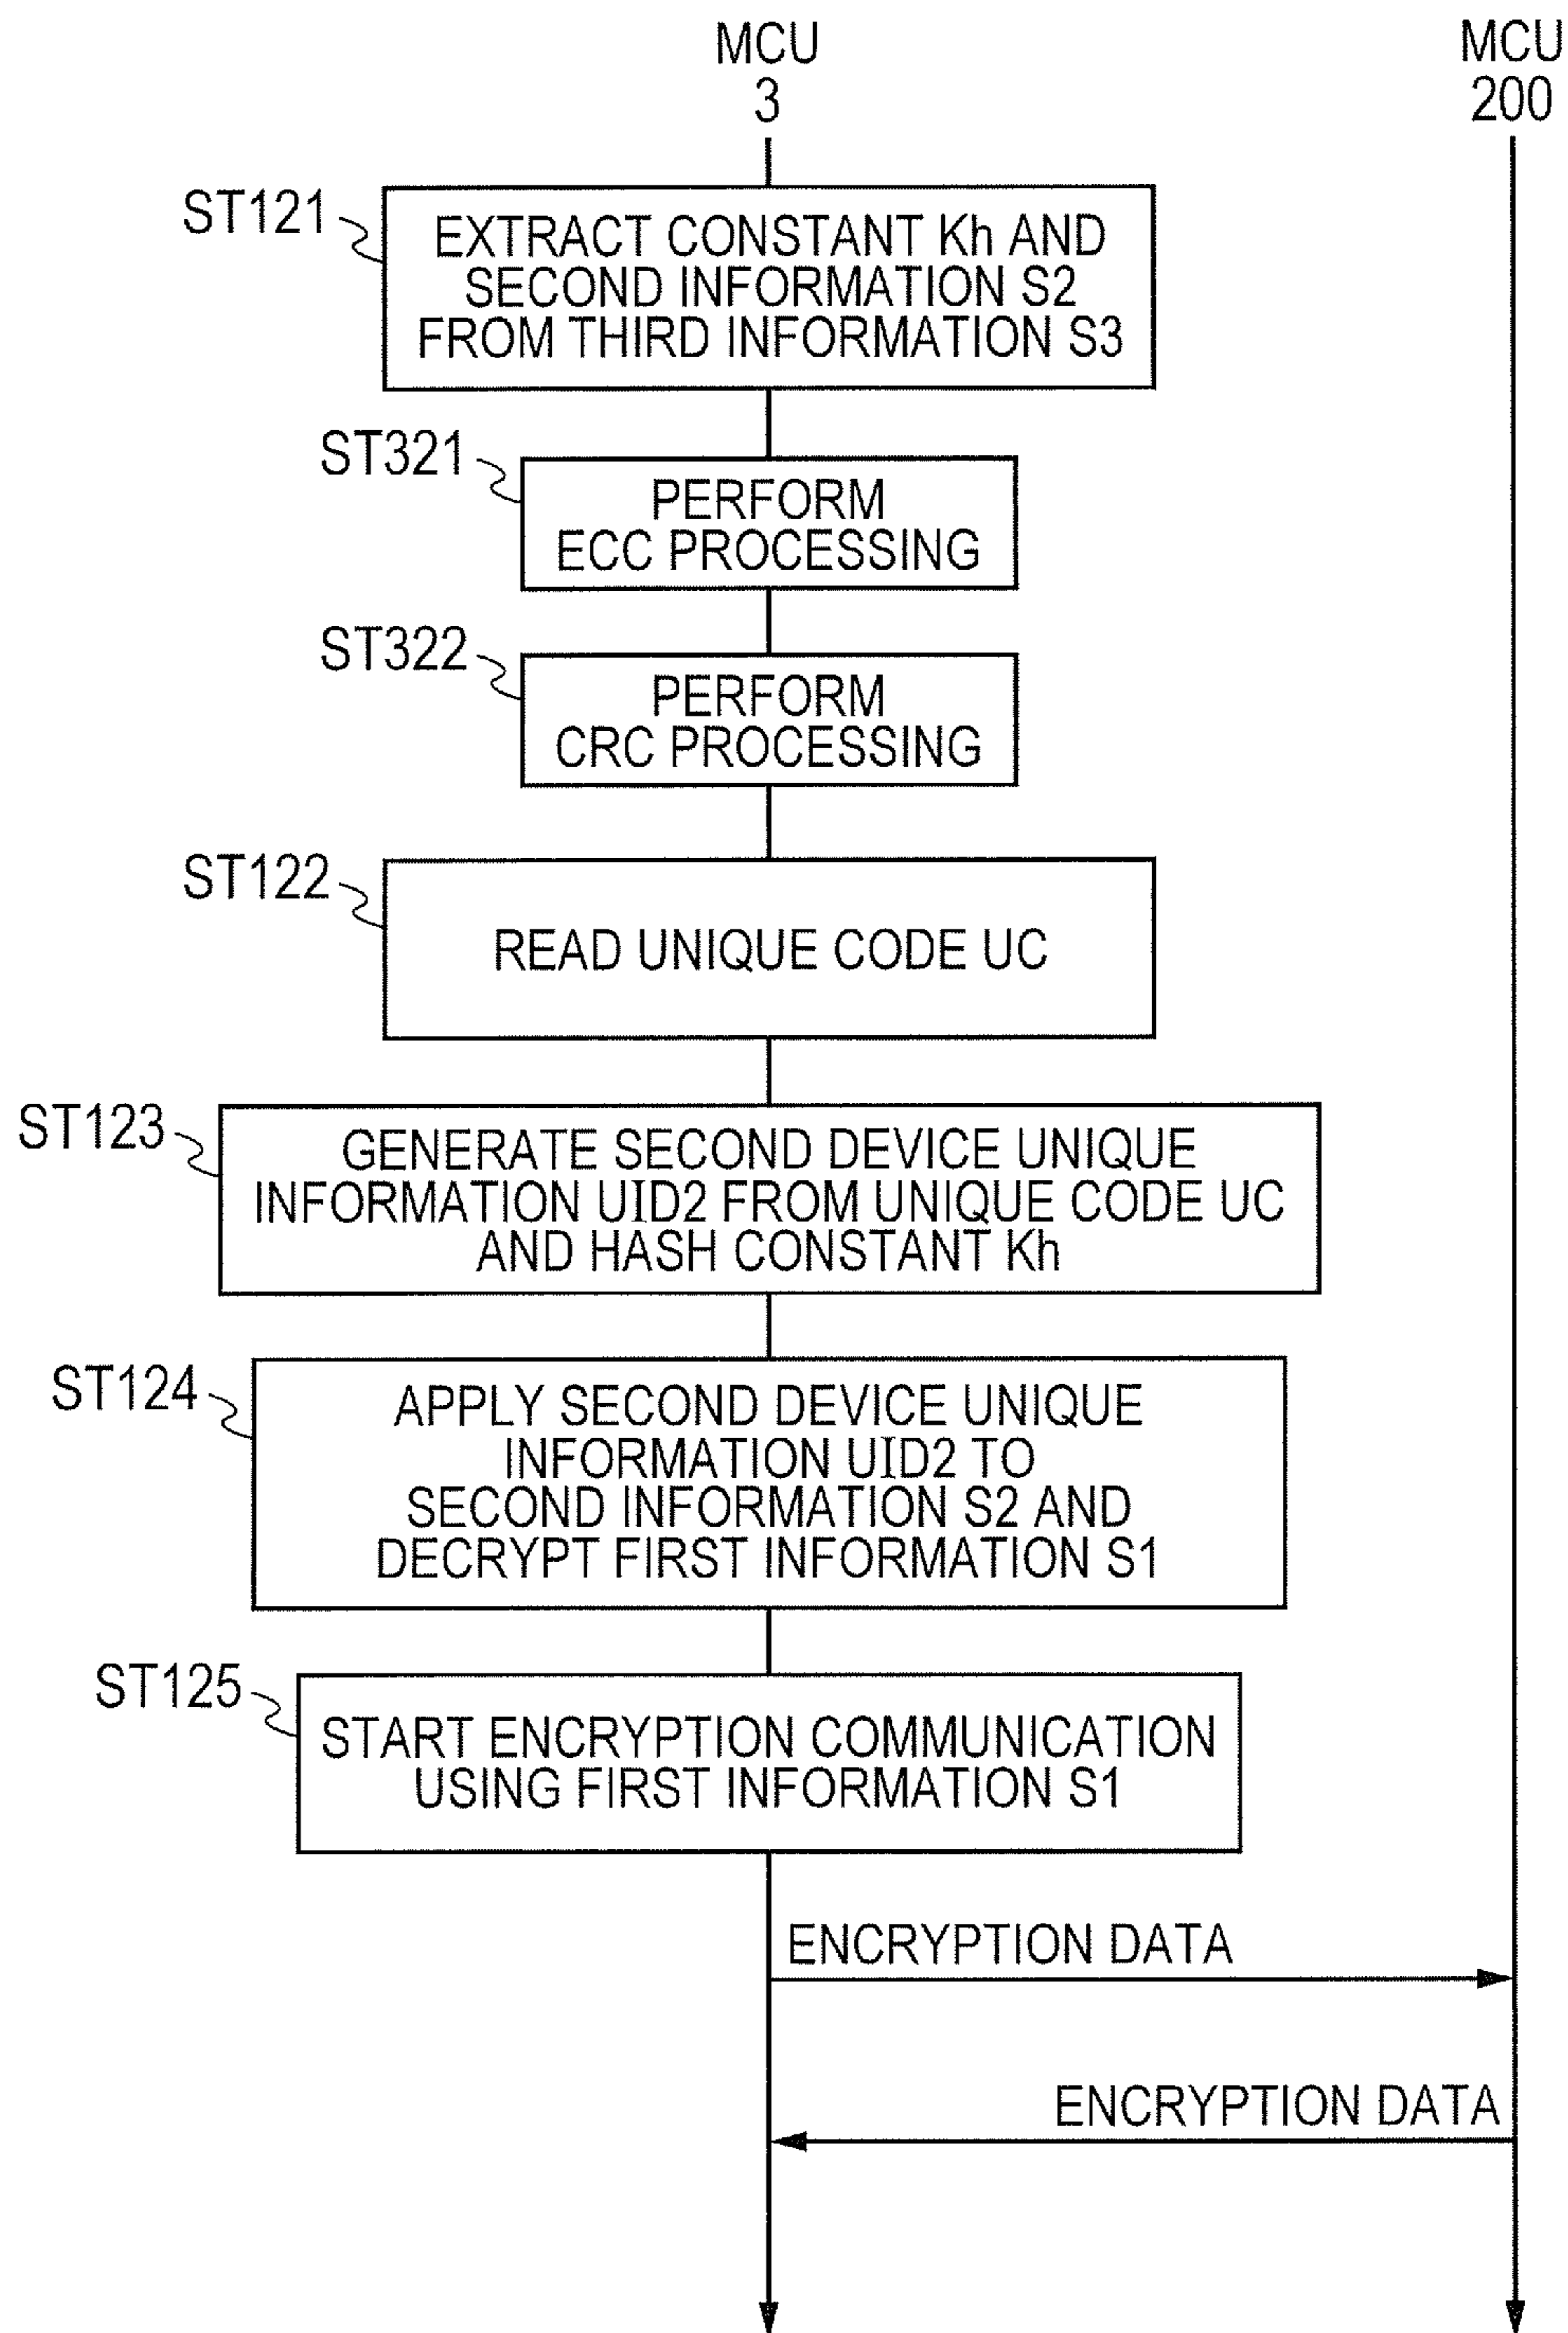 MCU
3
MCU
200
ST121
EXTRACT CONSTANT Kh AND
SECOND INFORMATION S2
FROM THIRD INFORMATION S3
ST321
PERFORM
ECC PROCESSING
ST322
PERFORM
CRC PROCESSING
ST122
READ UNIQUE CODE UC
ST123
GENERATE SECOND DEVICE UNIQUE
INFORMATION UID2 FROM UNIQUE CODE UC
AND HASH CONSTANT Kh
ST124
APPLY SECOND DEVICE UNIQUE
INFORMATION UID2 TO
SECOND INFORMATION S2 AND
DECRYPT FIRST INFORMATION S1
ST125
START ENCRYPTION COMMUNICATION
USING FIRST INFORMATION S1
ENCRYPTION DATA
ENCRYPTION DATA